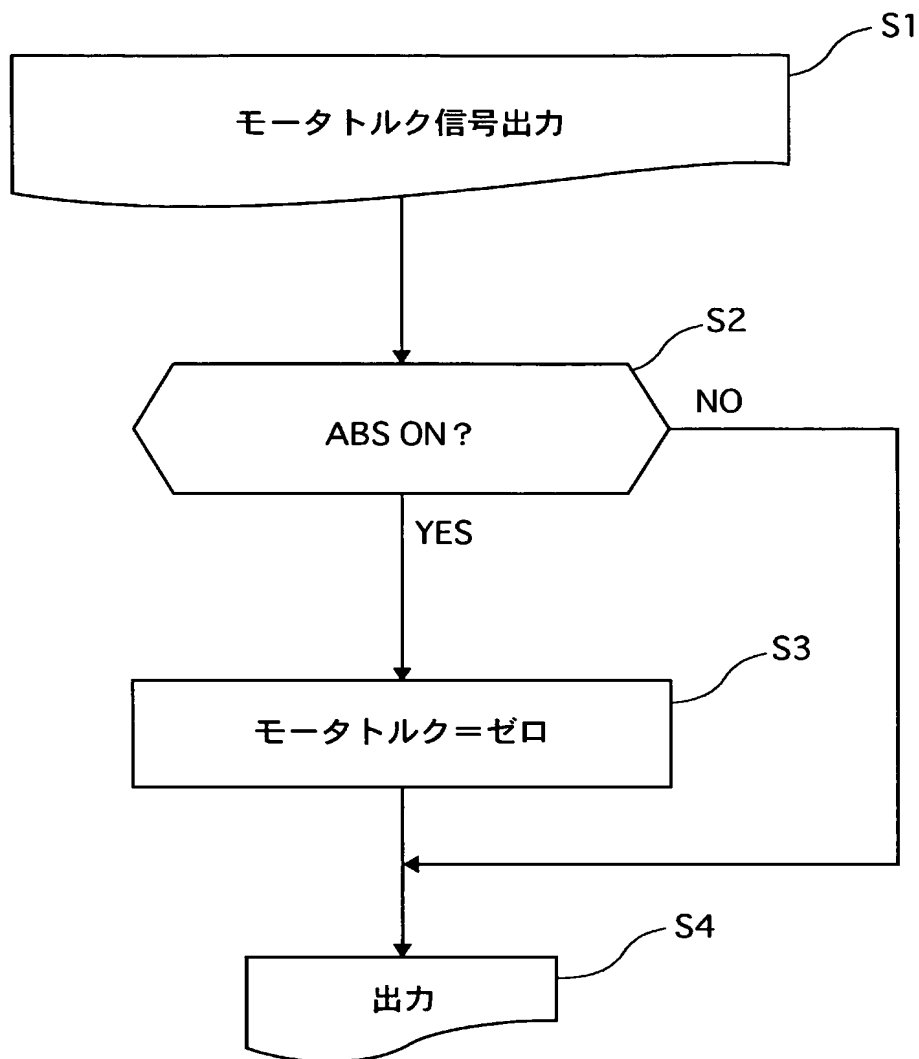 S1
モータトルク信号出力
S2
ABS ON？
NO
YES
S3
モータトルク＝ゼロ
S4
出力